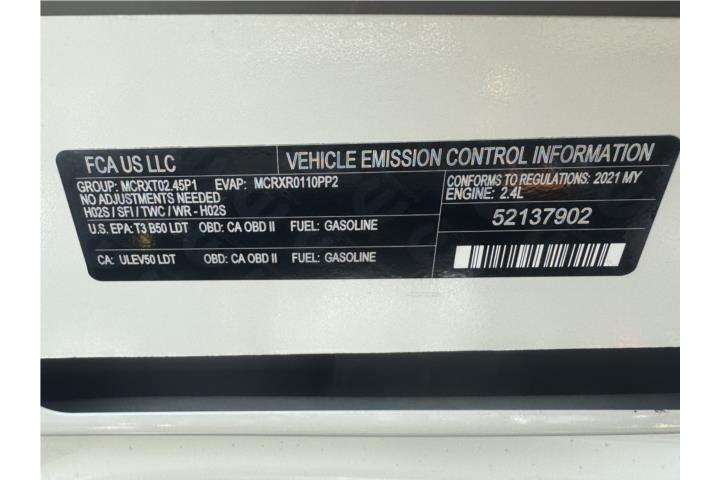 FCA US LLC
VEHICLE EMISSION CONTROL INFORMATION
GROUP: MCRXT02.45P1 EVAP: MCRXR0110PP2
NO ADJUSTMENTS NEEDED
H02S / SFI / TWC / WR - H02S
U.S. EPA: T3 B50 LDT OBD: CA OBD II FUEL: GASOLINE
CA: ULEV50 LDT OBD: CA OBD II FUEL: GASOLINE
CONFORMS TO REGULATIONS: 2021 MY
ENGINE: 2.4L
52137902